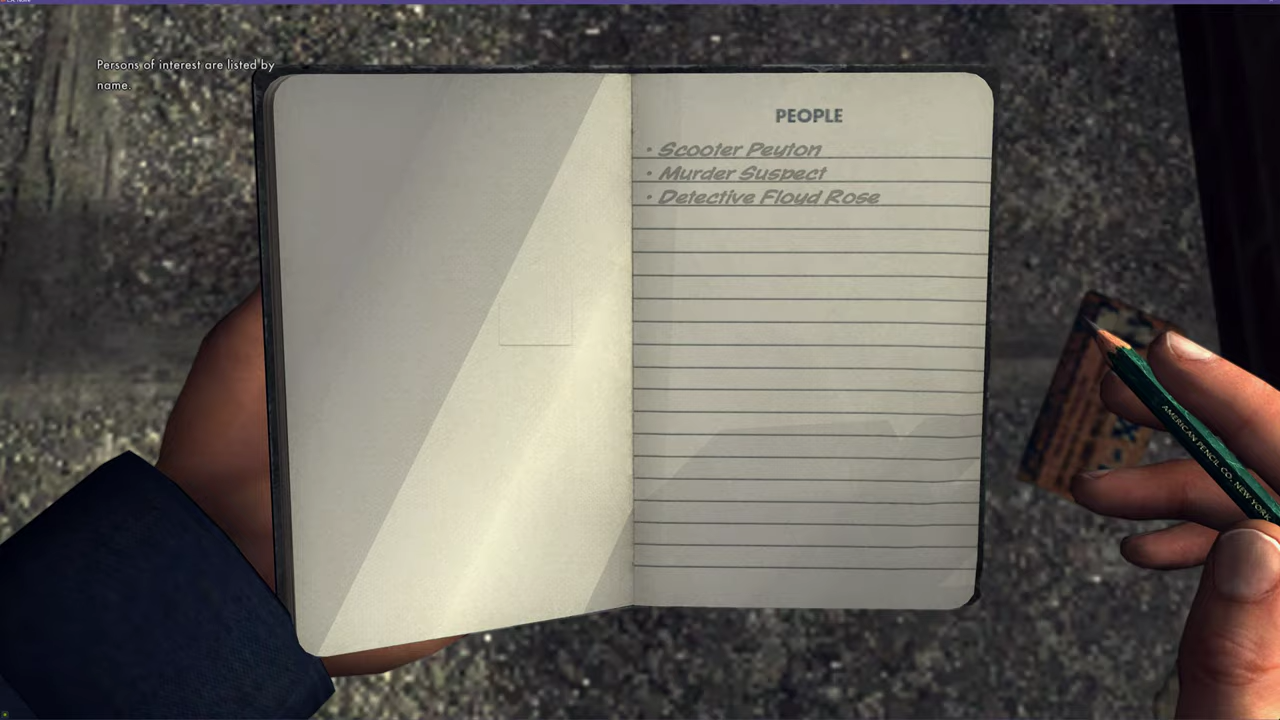 Persons of interest are listed by
name.
PEOPLE
• Scooter Peyton
• Murder Suspect
• Detective Floyd Rose
AMERICAN PENCIL CO. NEW YORK